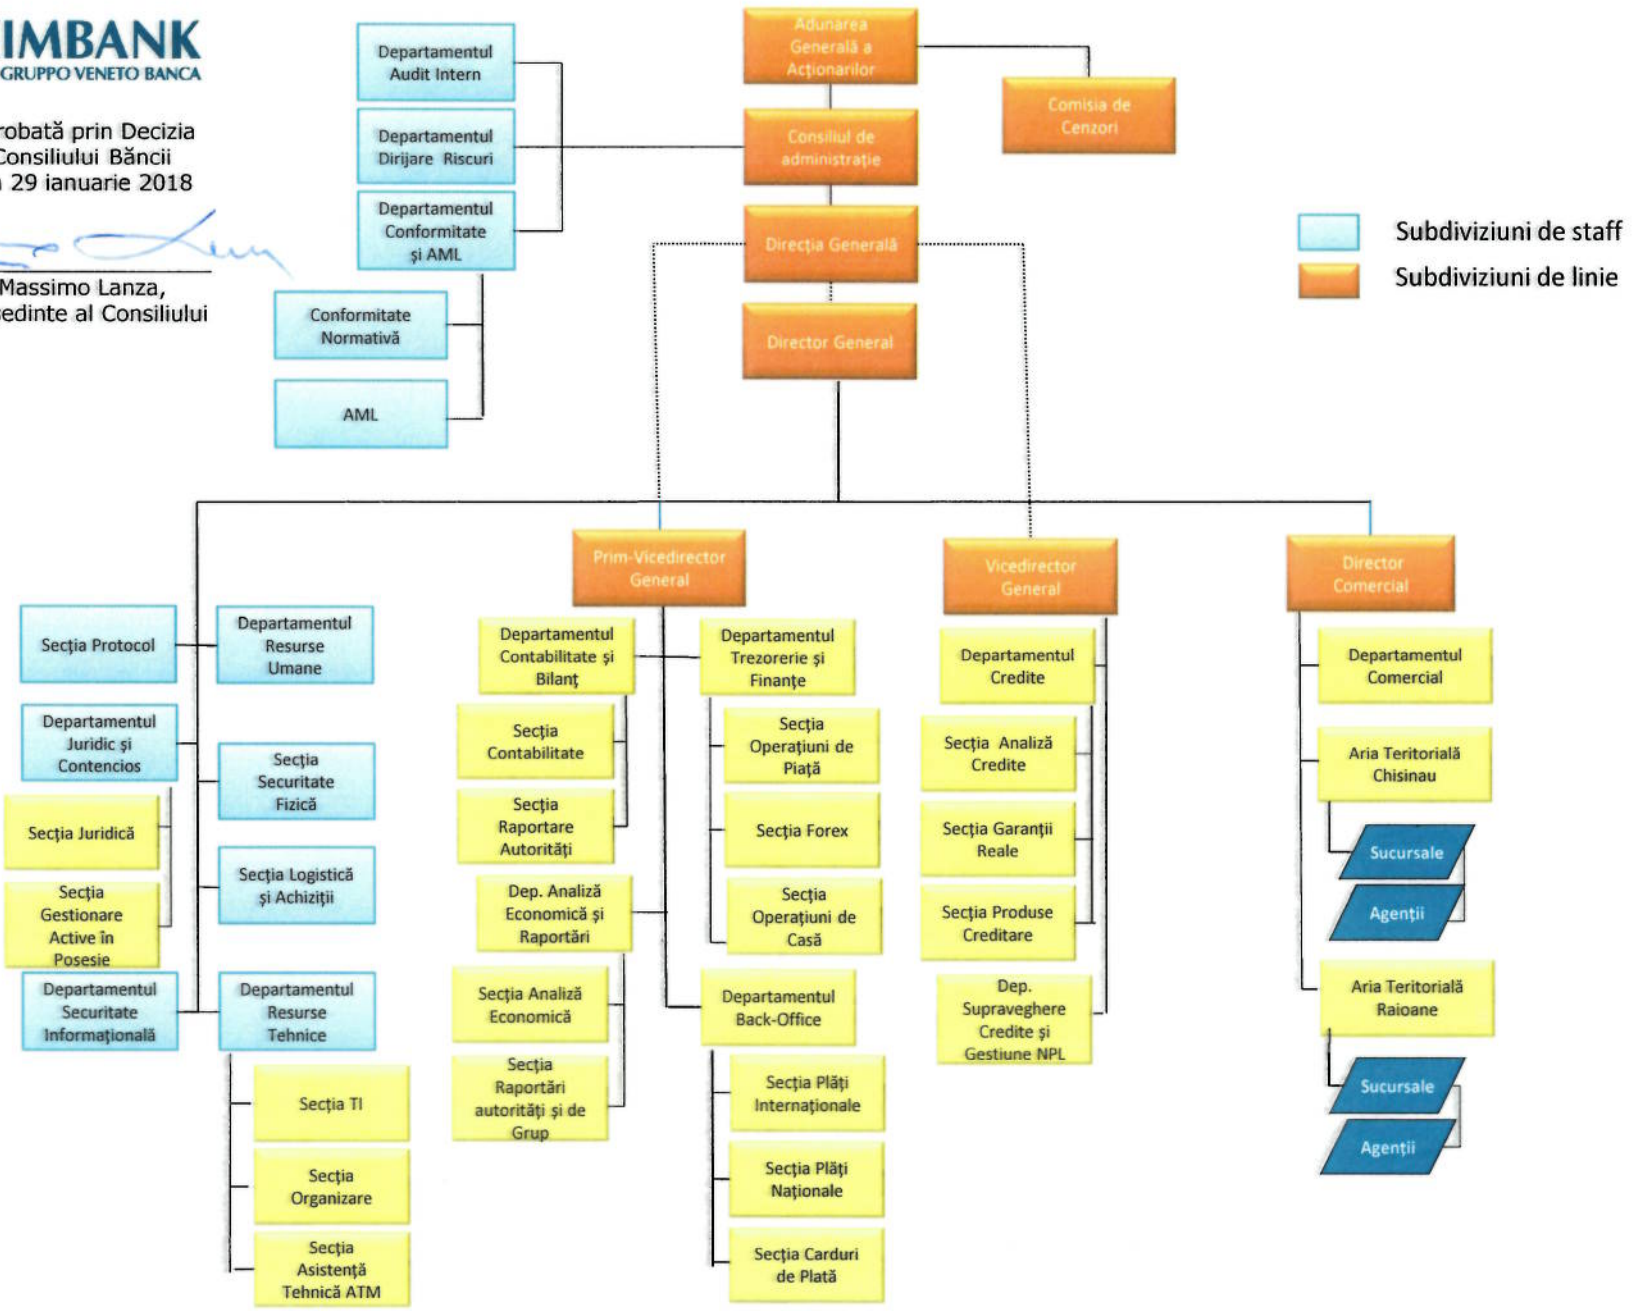 IMBANK
GRUPPO VENETO BANCA
robată prin Decizia
Consiliului Băncii
29 ianuarie 2018
Massimo Lanza,
edinte al Consiliului
Departamentul
Audit Intern
Departamentul
Dirijare Riscuri
Departamentul
Conformitate
și AML
Conformitate
Normativă
AML
Adunarea
Generală a
Acționarilor
Comisia de
Cenzori
Consiliul de
administrație
Direcția Generală
Director General
Subdiviziuni de staff
Subdiviziuni de linie
Prim-Vicedirector
General
Vicedirector
General
Director
Comercial
Secția Protocol
Departamentul
Resurse
Umane
Departamentul
Juridic și
Contencios
Secția
Securitate
Fizică
Secția Juridică
Secția
Gestionare
Active în
Posesie
Secția Logistică
și Achiziții
Departamentul
Securitate
Informațională
Departamentul
Resurse
Tehnice
Secția TI
Secția
Organizare
Secția
Asistență
Tehnică ATM
Departamentul
Contabilitate și
Bilanț
Secția
Contabilitate
Secția
Raportare
Autorități
Dep. Analiză
Economică și
Raportări
Secția Analiză
Economică
Secția
Raportări
autorități și de
Grup
Departamentul
Trezorerie și
Finanțe
Secția
Operațiuni de
Piață
Secția Forex
Secția
Operațiuni de
Casă
Departamentul
Back-Office
Secția Plăți
Internaționale
Secția Plăți
Naționale
Secția Carduri
de Plată
Departamentul
Credite
Secția Analiză
Credite
Secția Garanții
Reale
Secția Produse
Creditare
Dep.
Supraveghere
Credite și
Gestiune NPL
Departamentul
Comercial
Aria Teritorială
Chisinau
Sucursale
Agenții
Aria Teritorială
Raioane
Sucursale
Agenții